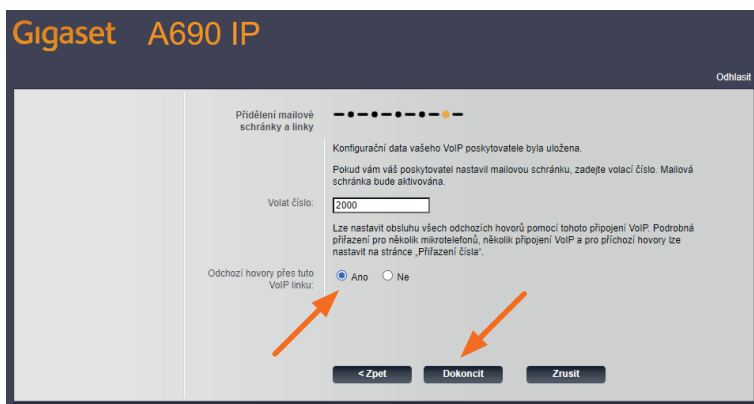 Gigaset A690 IP
Odhlasit
Přidělení mailové
schránky a linky
Konfigurační data vašeho VoIP poskytovatele byla uložena.
Pokud vám váš poskytovatel nastavil mailovou schránku, zadejte volací číslo. Mailová
schránka bude aktivována.
Volat číslo:
2000
Lze nastavit obsluhu všech odchozích hovorů pomocí tohoto připojení VoIP. Podrobná
přiřazení pro několik mikrotelefonů, několik připojení VoIP a pro příchozí hovory lze
nastavit na stránce „Přiřazení čísla“.
Odchozí hovory přes tuto
VoIP linku:
Ano Ne
< Zpet Dokoncit Zrusit